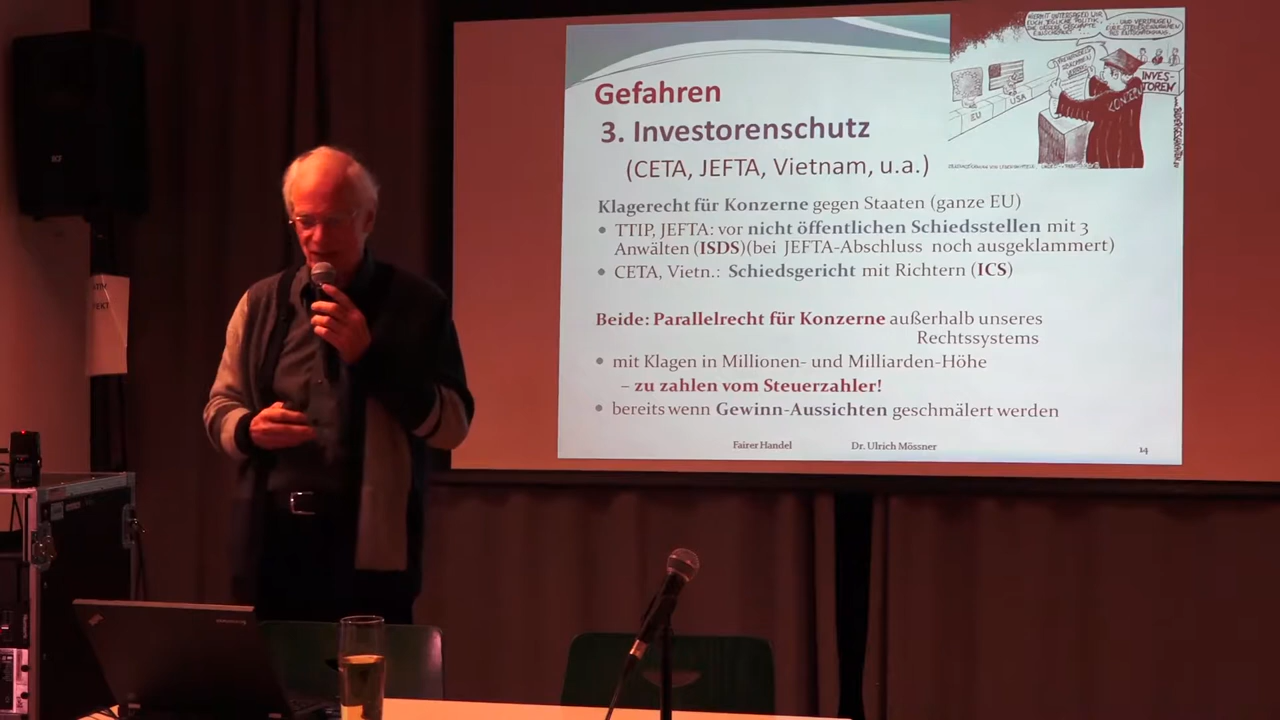 Gefahren
3. Investorenschutz
(CETA, JEFTA, Vietnam, u.a.)
Klagerecht für Konzerne gegen Staaten (ganze EU)
• TTIP, JEFTA: vor nicht öffentlichen Schiedsstellen mit 3
Anwälten (ISDS)(bei JEFTA-Abschluss noch ausgeklammert)
• CETA, Vietn.: Schiedsgericht mit Richtern (ICS)
Beide: Parallelrecht für Konzerne außerhalb unseres
Rechtssystems
• mit Klagen in Millionen- und Milliarden-Höhe
– zu zahlen vom Steuerzahler!
• bereits wenn Gewinn-Aussichten geschmälert werden
Fairer Handel Dr. Ulrich Mössner 14
EU
USA
INVES-
TOREN